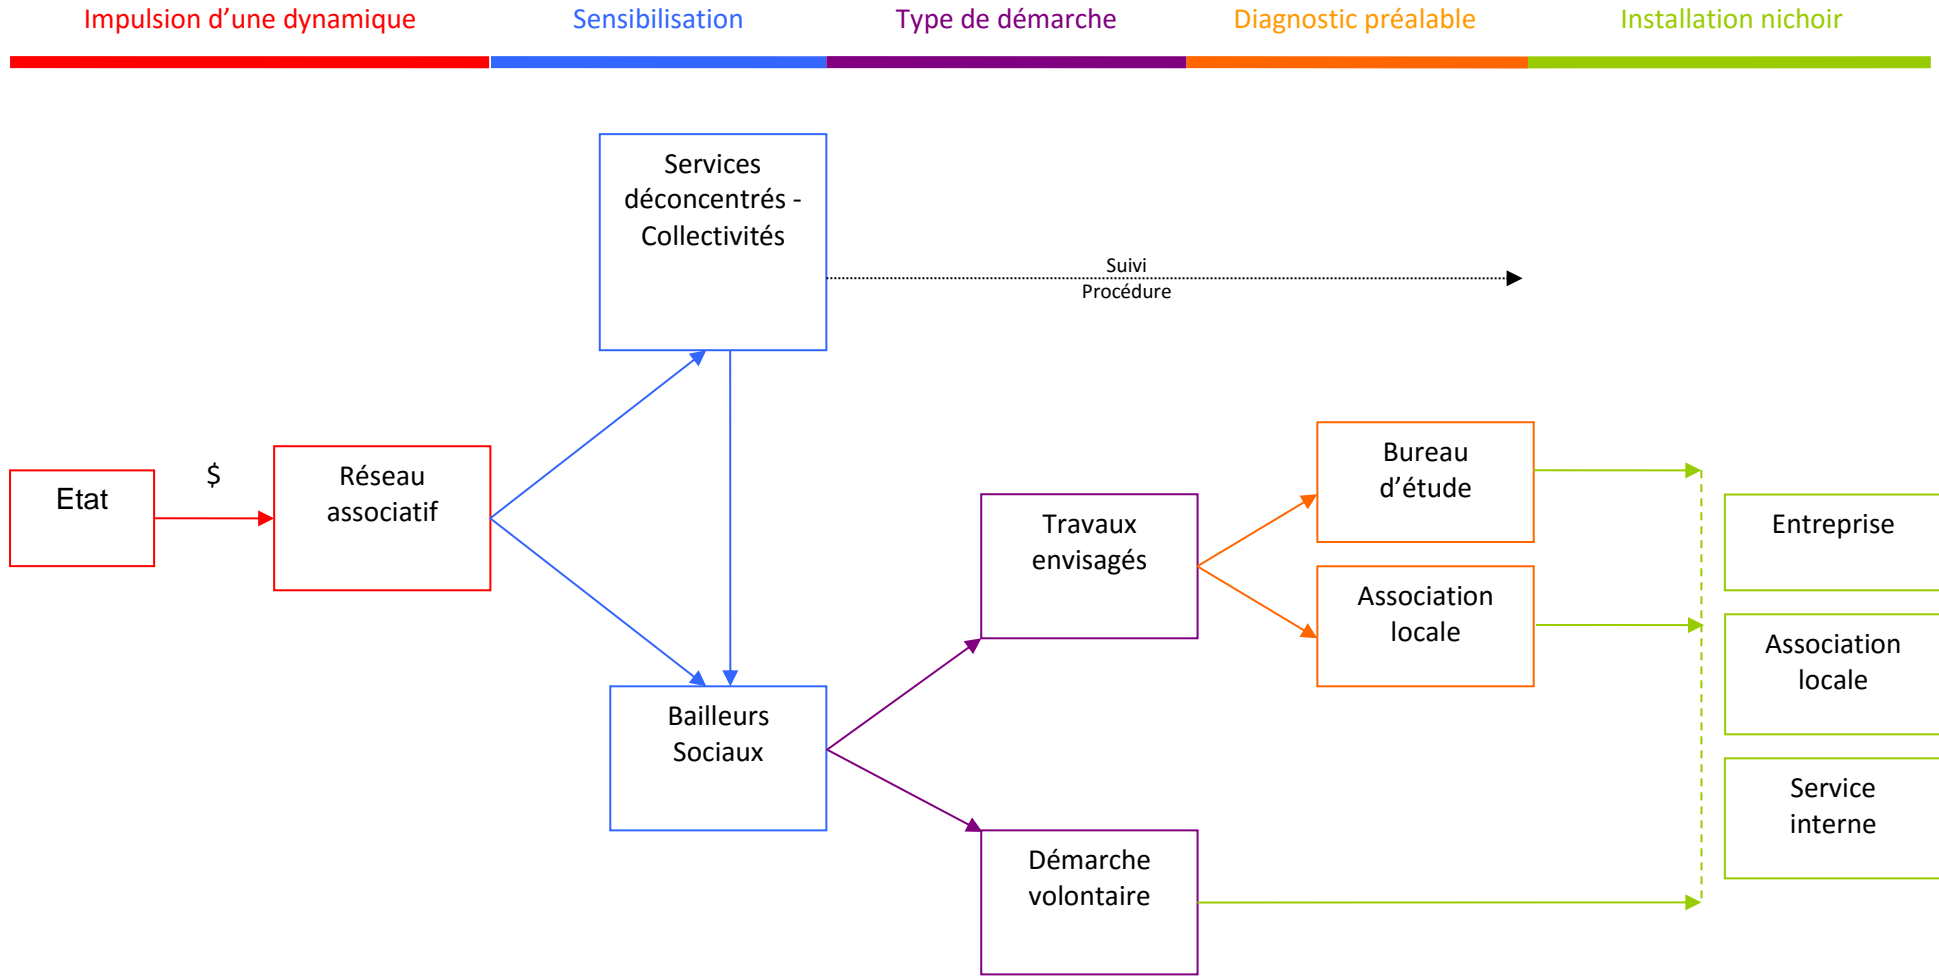 Impulsion d’une dynamique
Sensibilisation
Type de démarche
Diagnostic préalable
Installation nichoir
Services
déconcentrés -
Collectivités
Suivi
Procédure
Etat
$
Réseau
associatif
Bailleurs
Sociaux
Travaux
envisagés
Démarche
volontaire
Bureau
d’étude
Association
locale
Entreprise
Association
locale
Service
interne